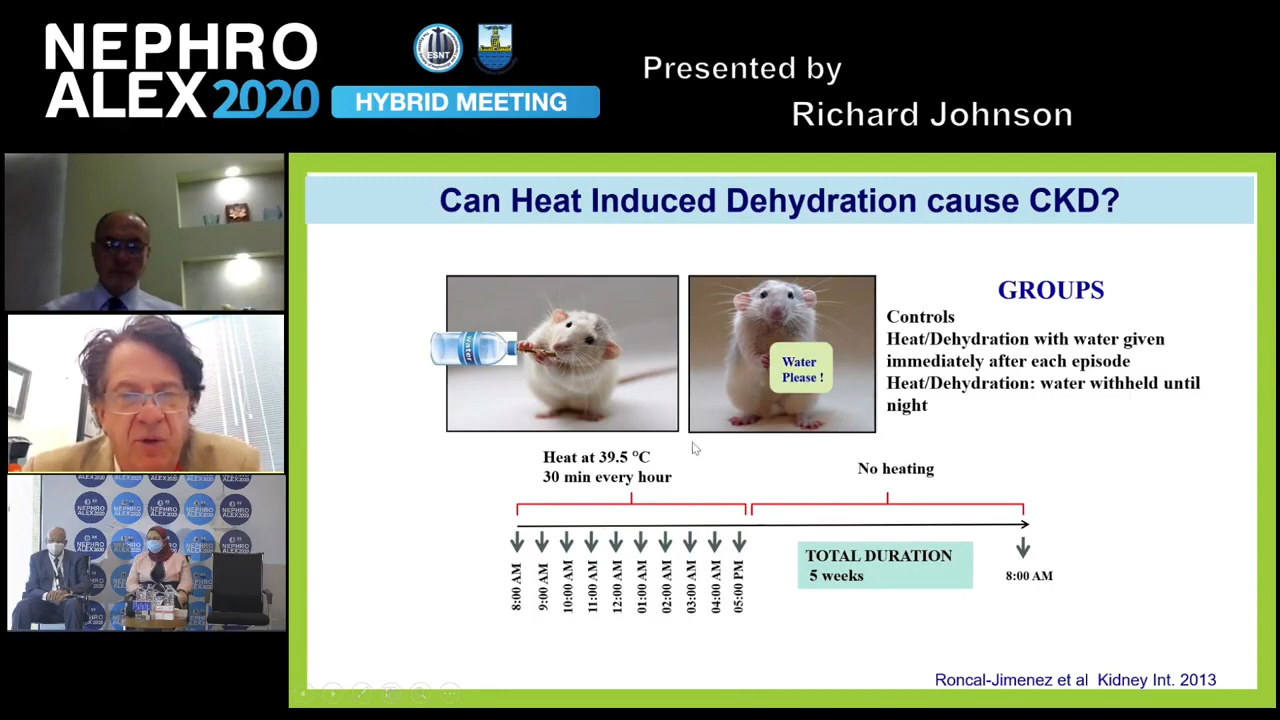 NEPHRO
ALEX2020
ESNT
HYBRID MEETING
Presented by
Richard Johnson
Can Heat Induced Dehydration cause CKD?
water
Water
Please !
GROUPS
Controls
Heat/Dehydration with water given
immediately after each episode
Heat/Dehydration: water withheld until
night
Heat at 39.5 °C
30 min every hour
No heating
8:00 AM
9:00 AM
10:00 AM
11:00 AM
12:00 AM
01:00 AM
02:00 AM
03:00 AM
04:00 AM
05:00 PM
TOTAL DURATION
5 weeks
8:00 AM
Roncal-Jimenez et al Kidney Int. 2013
NEPHRO
ALEX2020